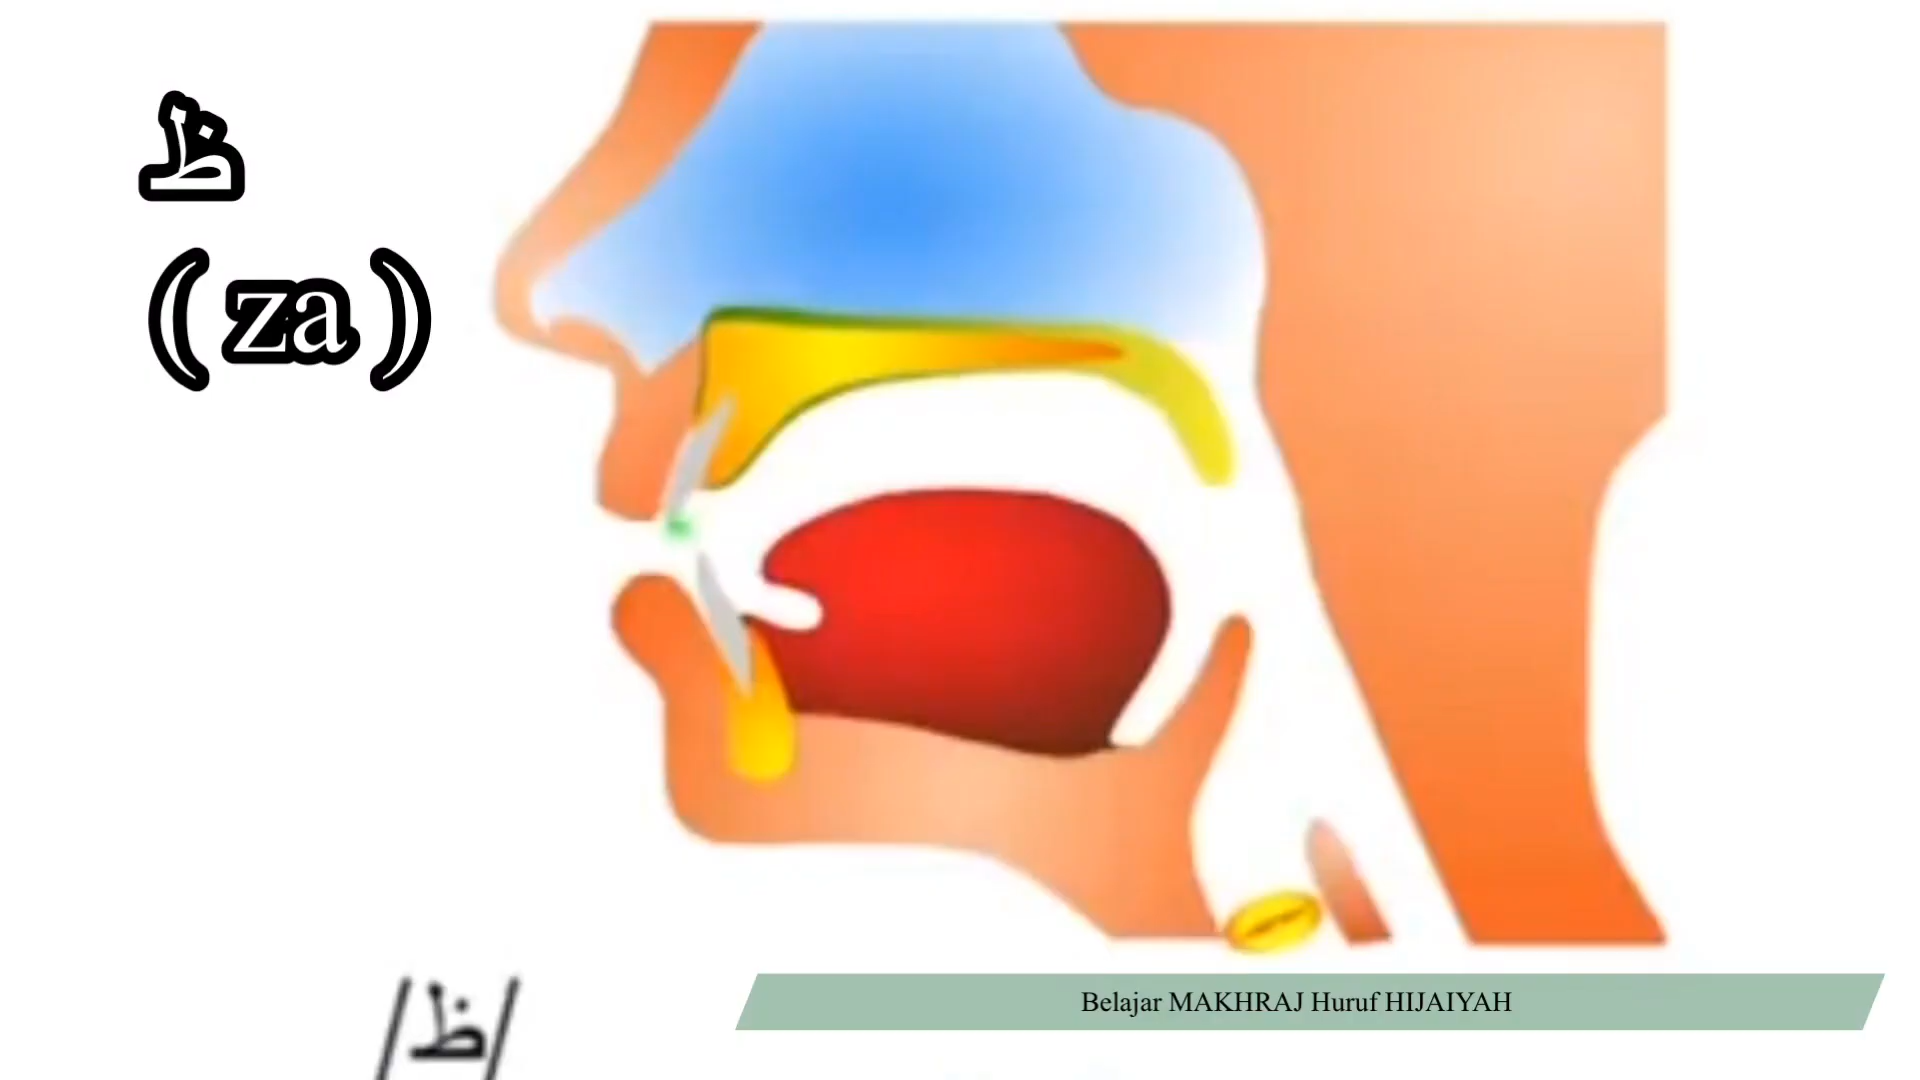 ظ
( za )
/ظ/
Belajar MAKHRAJ Huruf HIJAIYAH